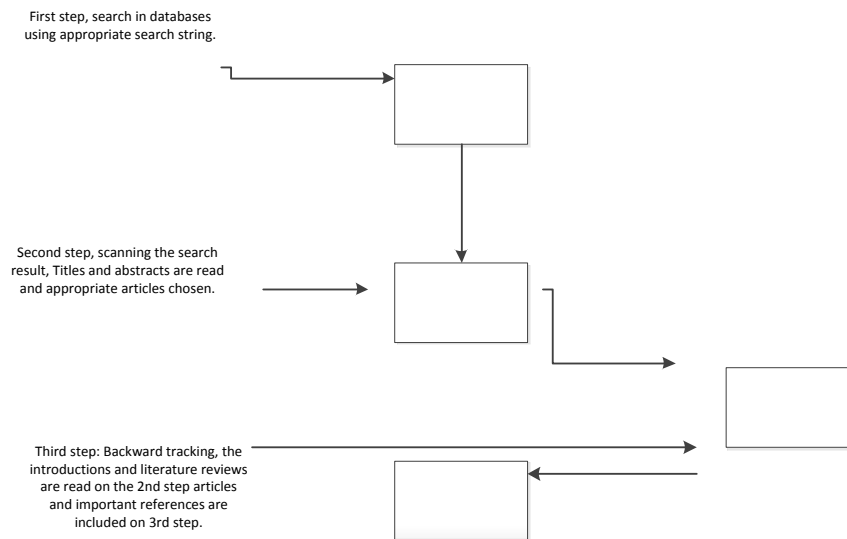 First step, search in databases
using appropriate search string.
Second step, scanning the search
result, Titles and abstracts are read
and appropriate articles chosen.
Third step: Backward tracking, the
introductions and literature reviews
are read on the 2nd step articles
and important references are
included on 3rd step.